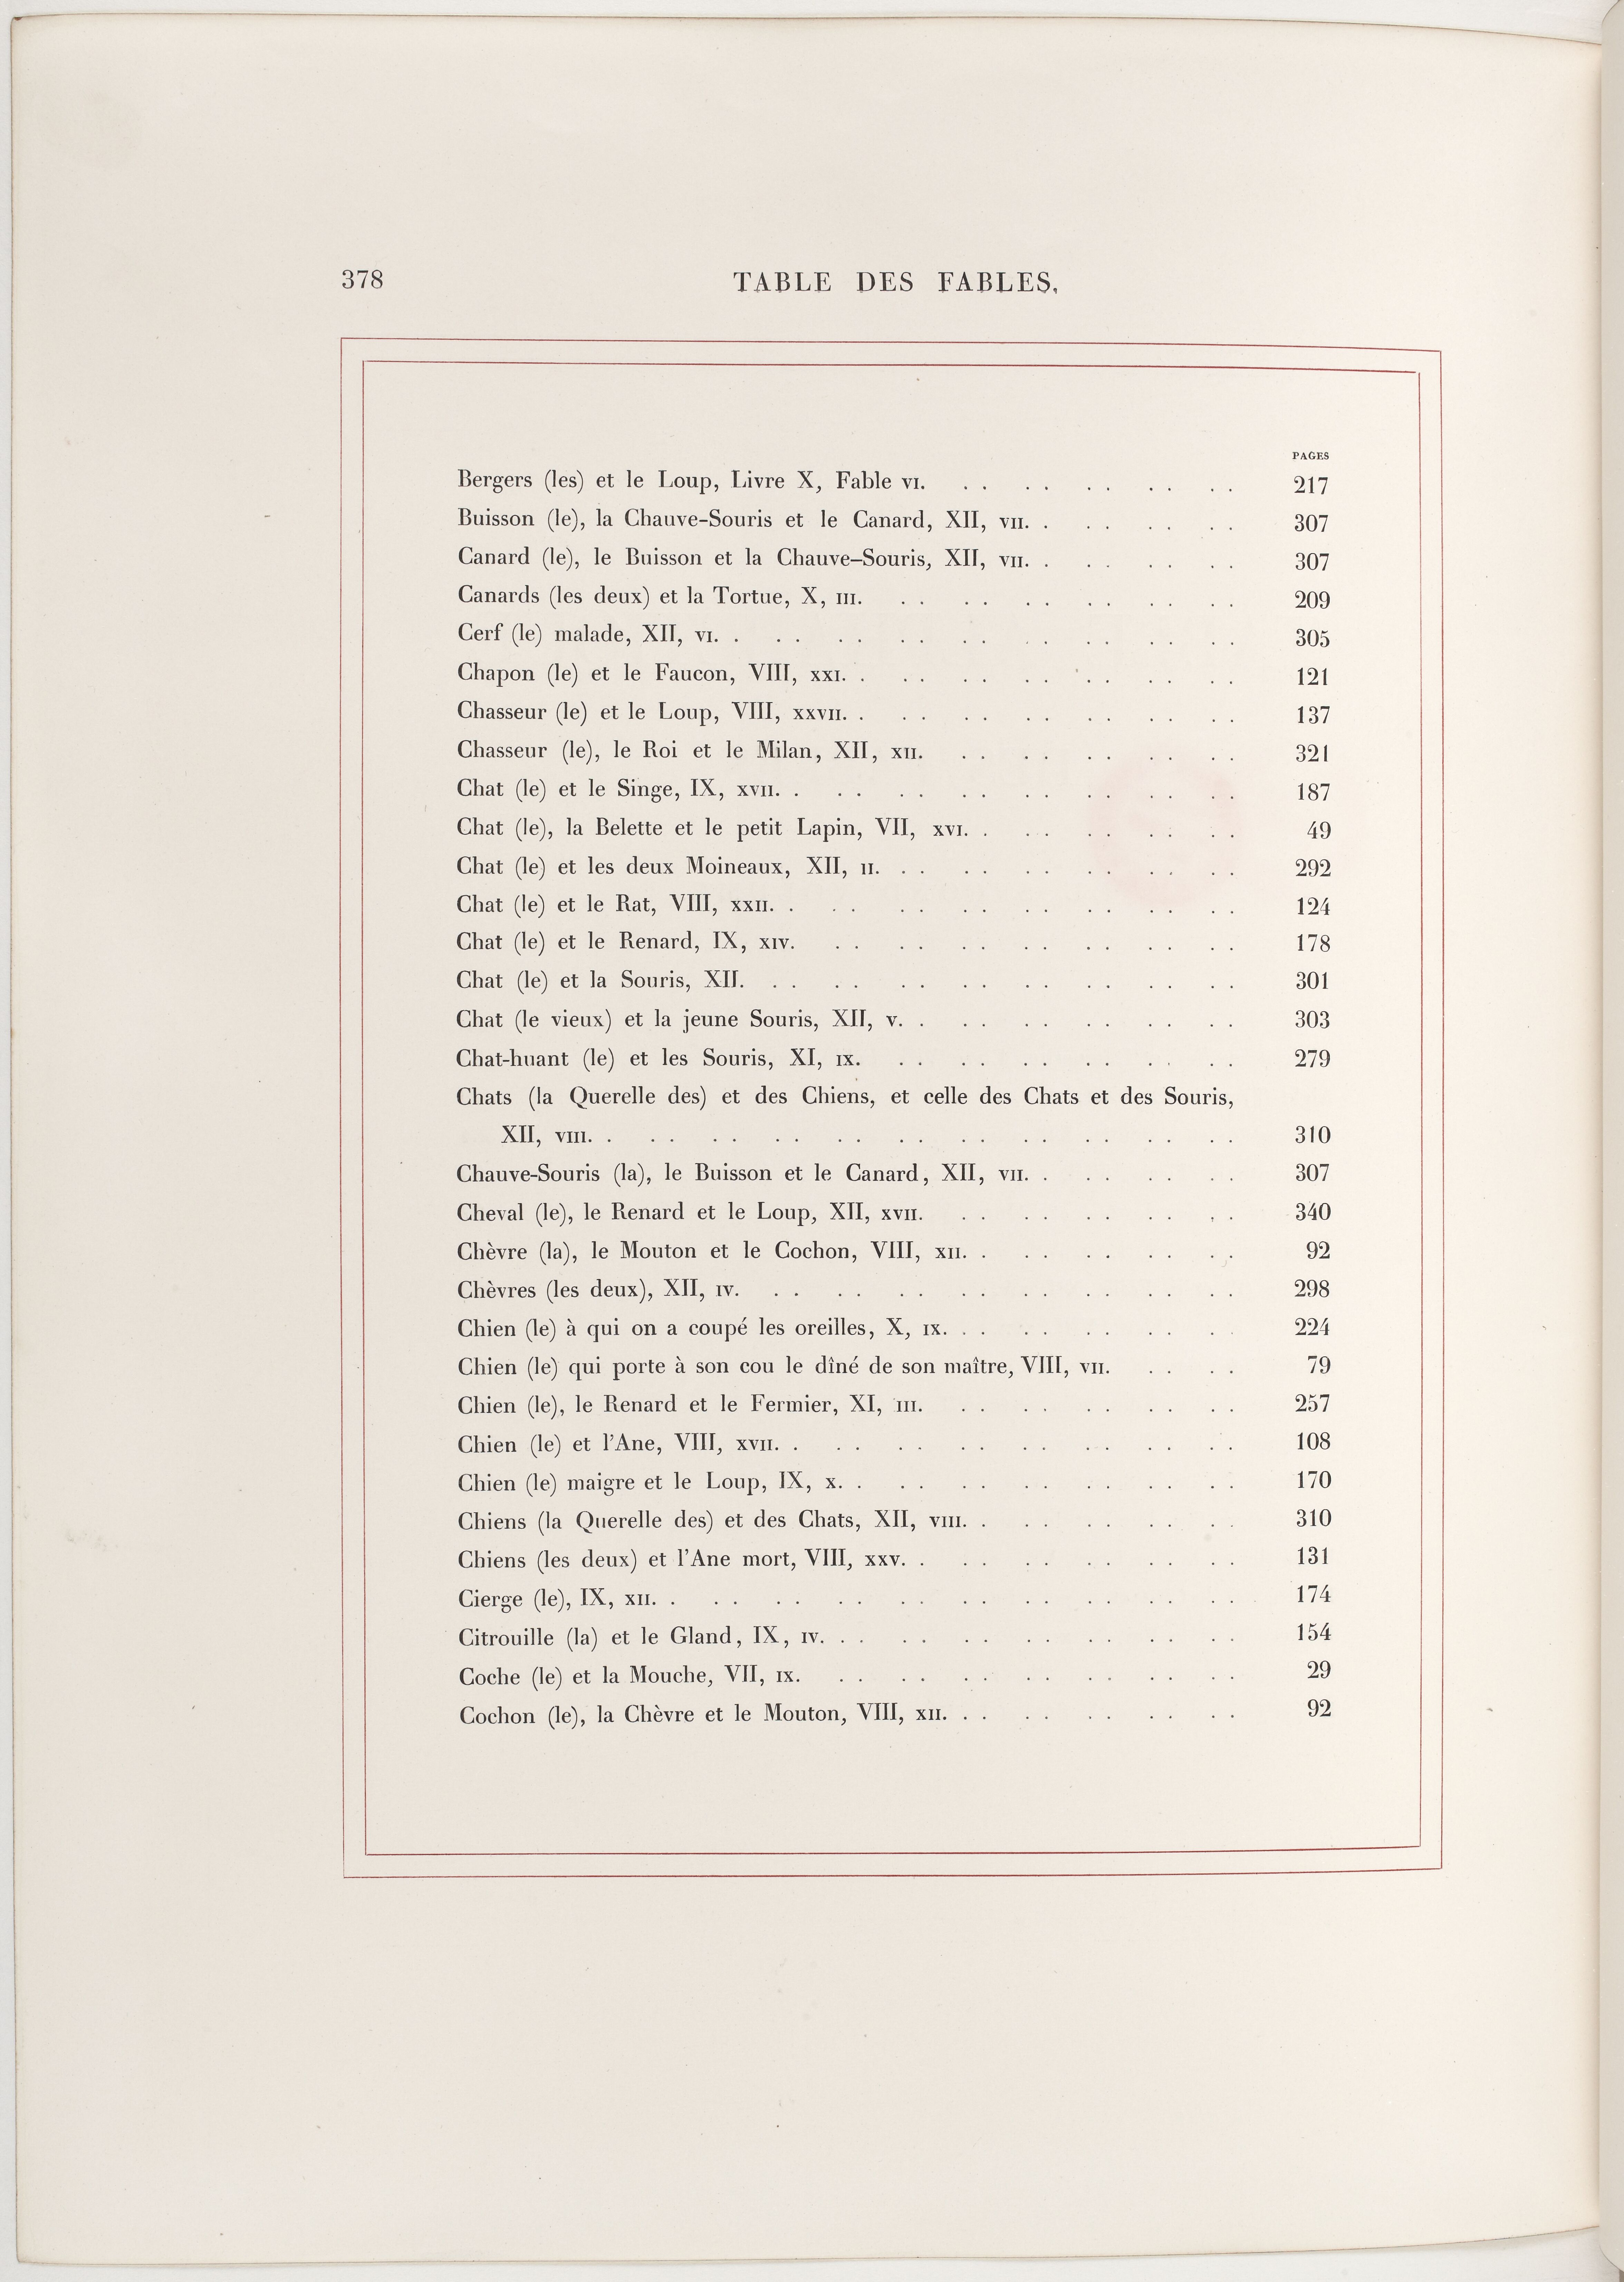 378
TABLE DES FABLES.
PAGES
Bergers (les) et le Loup, Livre X, Fable VI. . . . . . . . . . . 217
Buisson (le), la Chauve-Souris et le Canard, XII, VII. . . . . . . 307
Canard (le), le Buisson et la Chauve-Souris, XII, VII. . . . . . . 307
Canards (les deux) et la Tortue, X, III. . . . . . . . . . . . . 209
Cerf (le) malade, XII, VI. . . . . . . . . . . . . . . . . . 305
Chapon (le) et le Faucon, VIII, XXI. . . . . . . . . . . . . . 121
Chasseur (le) et le Loup, VIII, XXVII. . . . . . . . . . . . . . 137
Chasseur (le), le Roi et le Milan, XII, XII. . . . . . . . . . . 321
Chat (le) et le Singe, IX, XVII. . . . . . . . . . . . . . . . 187
Chat (le), la Belette et le petit Lapin, VII, XVI. . . . . . . . . . 49
Chat (le) et les deux Moineaux, XII, II. . . . . . . . . . . . . 292
Chat (le) et le Rat, VIII, XXII. . . . . . . . . . . . . . . . 124
Chat (le) et le Renard, IX, XIV. . . . . . . . . . . . . . . 178
Chat (le) et la Souris, XII. . . . . . . . . . . . . . . . . 301
Chat (le vieux) et la jeune Souris, XII, V. . . . . . . . . . . . 303
Chat-huant (le) et les Souris, XI, IX. . . . . . . . . . . . . 279
Chats (la Querelle des) et des Chiens, et celle des Chats et des Souris,
XII, VIII. . . . . . . . . . . . . . . . . . . . . . 310
Chauve-Souris (la), le Buisson et le Canard, XII, VII. . . . . . . . 307
Cheval (le), le Renard et le Loup, XII, XVII. . . . . . . . . . . 340
Chèvre (la), le Mouton et le Cochon, VIII, XII. . . . . . . . . . 92
Chèvres (les deux), XII, IV. . . . . . . . . . . . . . . . . 298
Chien (le) à qui on a coupé les oreilles, X, IX. . . . . . . . . . 224
Chien (le) qui porte à son cou le dîné de son maître, VIII, VII. . . . . 79
Chien (le), le Renard et le Fermier, XI, III. . . . . . . . . . . 257
Chien (le) et l'Ane, VIII, XVII. . . . . . . . . . . . . . . . 108
Chien (le) maigre et le Loup, IX, X. . . . . . . . . . . . . . 170
Chiens (la Querelle des) et des Chats, XII, VIII. . . . . . . . . . 310
Chiens (les deux) et l'Ane mort, VIII, XXV. . . . . . . . . . . . 131
Cierge (le), IX, XII. . . . . . . . . . . . . . . . . . . . 174
Citrouille (la) et le Gland, IX, IV. . . . . . . . . . . . . . . 154
Coche (le) et la Mouche, VII, IX. . . . . . . . . . . . . . . 29
Cochon (le), la Chèvre et le Mouton, VIII, XII. . . . . . . . . . . 92